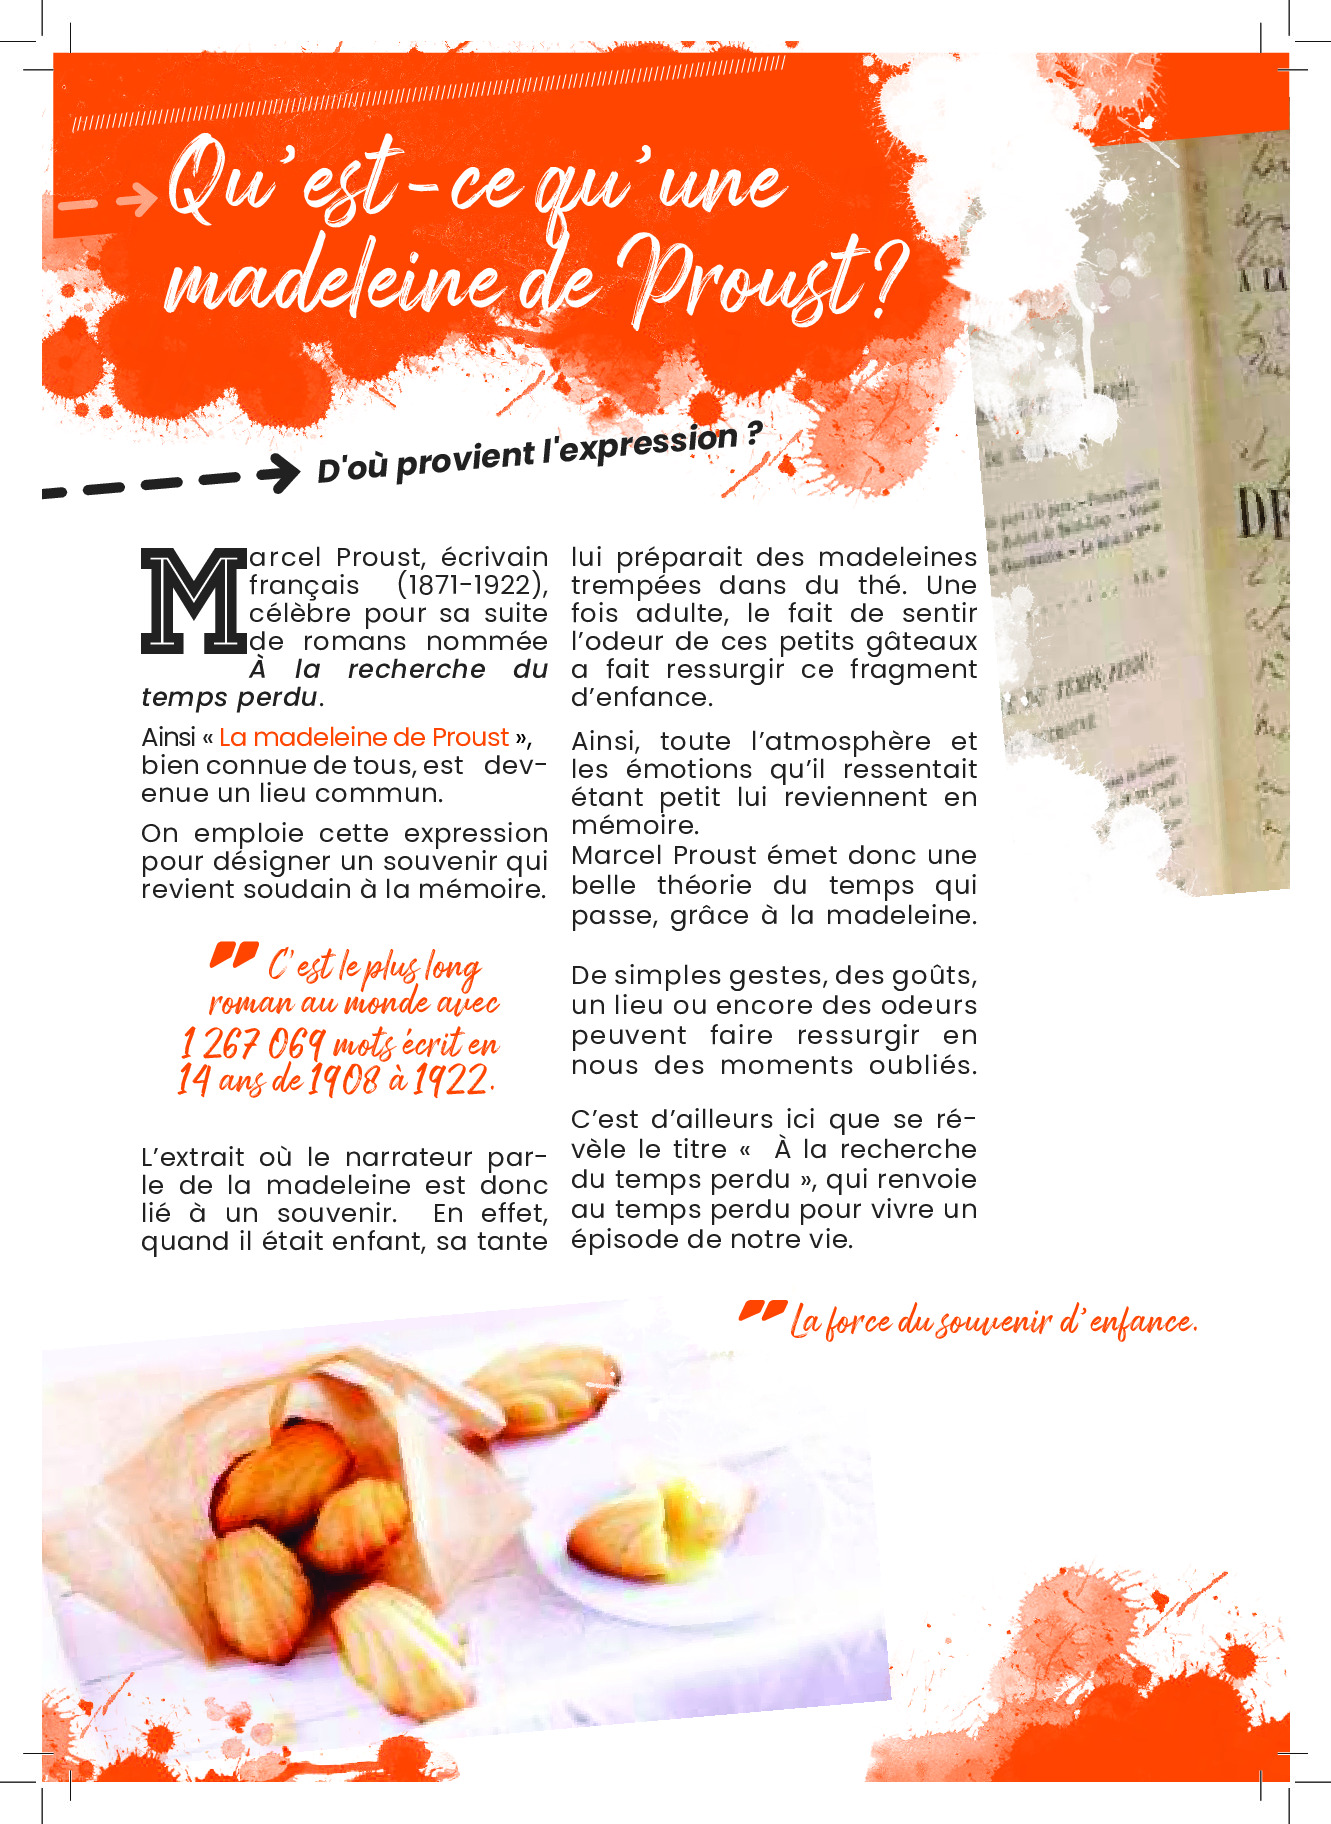 Qu’est-ce qu’une
madeleine de Proust?
D'où provient l'expression ?
Marcel Proust, écrivain
français (1871-1922),
célèbre pour sa suite
de romans nommée
À la recherche du
temps perdu.
Ainsi « La madeleine de Proust »,
bien connue de tous, est dev-
enue un lieu commun.
On emploie cette expression
pour désigner un souvenir qui
revient soudain à la mémoire.
C’est le plus long
roman au monde avec
1 267 069 mots écrit en
14 ans de 1908 à 1922.
L’extrait où le narrateur par-
le de la madeleine est donc
lié à un souvenir. En effet,
quand il était enfant, sa tante
lui préparait des madeleines
trempées dans du thé. Une
fois adulte, le fait de sentir
l’odeur de ces petits gâteaux
a fait ressurgir ce fragment
d’enfance.
Ainsi, toute l’atmosphère et
les émotions qu’il ressentait
étant petit lui reviennent en
mémoire.
Marcel Proust émet donc une
belle théorie du temps qui
passe, grâce à la madeleine.
De simples gestes, des goûts,
un lieu ou encore des odeurs
peuvent faire ressurgir en
nous des moments oubliés.
C’est d’ailleurs ici que se ré-
vèle le titre « À la recherche
du temps perdu », qui renvoie
au temps perdu pour vivre un
épisode de notre vie.
La force du souvenir d’enfance.
A LA
DE
DU TEMPS PERDU